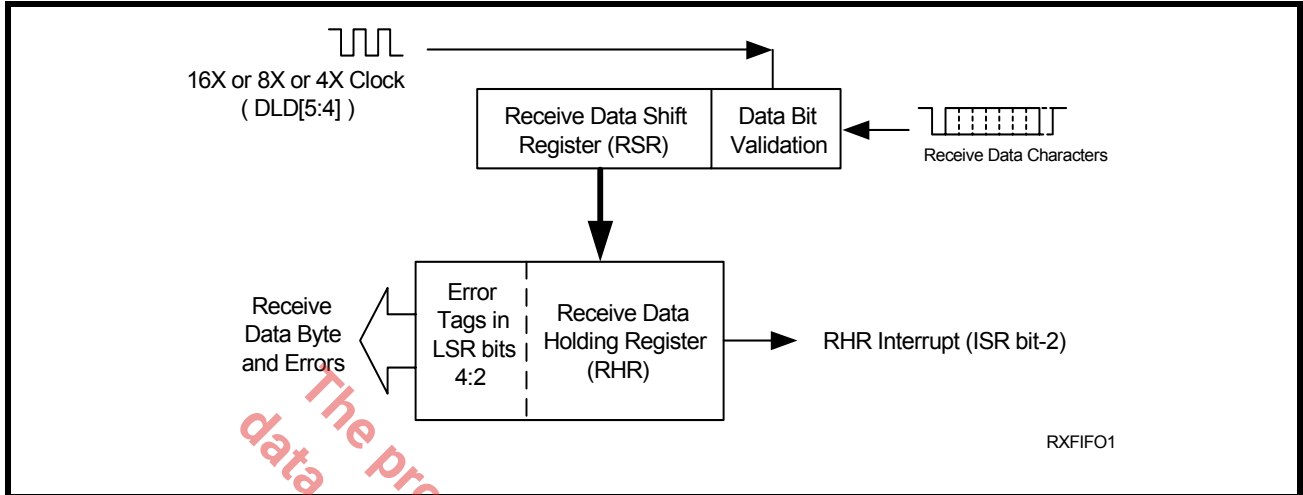 16X or 8X or 4X Clock
( DLD[5:4] )
Receive Data Shift
Register (RSR)
Data Bit
Validation
Receive Data Characters
Receive
Data Byte
and Errors
Error
Tags in
LSR bits
4:2
Receive Data
Holding Register
(RHR)
RHR Interrupt (ISR bit-2)
RXFIFO1
The pro
data